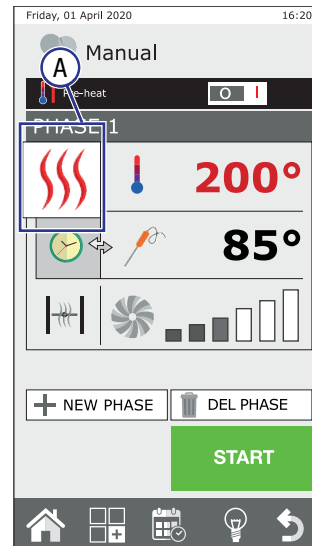 Friday, 01 April 2020 16:20
Manual
A
Pre-heat O I
PHASE 1
200°
85°
NEW PHASE DEL PHASE
START